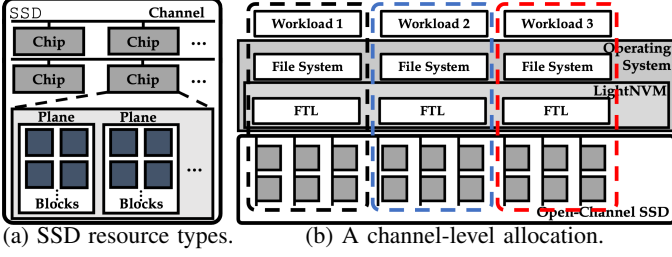 SSD
Channel
Chip Chip ...
Chip Chip ...
Plane Plane
...
Blocks Blocks
(a) SSD resource types.
Workload 1 Workload 2 Workload 3
Operating
System
File System File System File System
LightNVM
FTL FTL FTL
Open-Channel SSD
(b) A channel-level allocation.